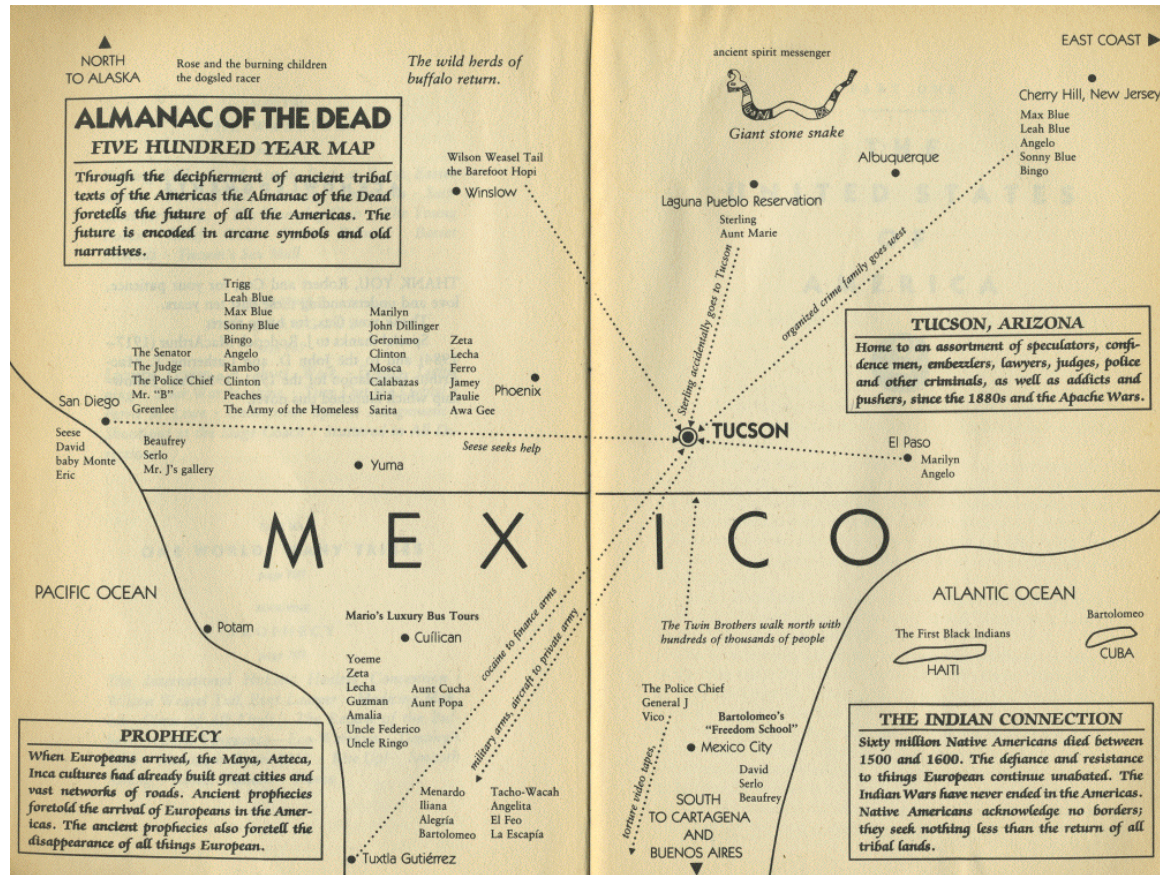 NORTH
TO ALASKA
Rose and the burning children
the dogsled racer
The wild herds of
buffalo return.
ancient spirit messenger
Giant stone snake
EAST COAST
Cherry Hill, New Jersey
Max Blue
Leah Blue
Angelo
Sonny Blue
Bingo
ALMANAC OF THE DEAD
FIVE HUNDRED YEAR MAP
Through the decipherment of ancient tribal
texts of the Americas the Almanac of the Dead
foretells the future of all the Americas. The
future is encoded in arcane symbols and old
narratives.
Wilson Weasel Tail
the Barefoot Hopi
Winslow
Albuquerque
Laguna Pueblo Reservation
Sterling
Aunt Marie
Sterling accidentally goes to Tucson
organized crime family goes west
TUCSON, ARIZONA
Home to an assortment of speculators, confi-
dence men, embezzlers, lawyers, judges, police
and other criminals, as well as addicts and
pushers, since the 1880s and the Apache Wars.
The Senator
The Judge
The Police Chief
Mr. "B"
Greenlee
Trigg
Leah Blue
Max Blue
Sonny Blue
Bingo
Angelo
Rambo
Clinton
Peaches
The Army of the Homeless
Marilyn
John Dillinger
Geronimo
Clinton
Mosca
Calabazas
Liria
Sarita
Zeta
Lecha
Ferro
Jamey
Paulie
Awa Gee
Phoenix
San Diego
Seese
David
baby Monte
Eric
Beaufrey
Serlo
Mr. J's gallery
Yuma
Seese seeks help
TUCSON
El Paso
Marilyn
Angelo
MEXICO
PACIFIC OCEAN
Potam
Mario's Luxury Bus Tours
Culican
Yoeme
Zeta
Lecha
Guzman
Amalia
Uncle Federico
Uncle Ringo
Aunt Cucha
Aunt Popa
cocaine to finance arms
military arms, aircraft to private army
The Twin Brothers walk north with
hundreds of thousands of people
ATLANTIC OCEAN
The First Black Indians
HAITI
Bartolomeo
CUBA
PROPHECY
When Europeans arrived, the Maya, Azteca,
Inca cultures had already built great cities and
vast networks of roads. Ancient prophecies
foretold the arrival of Europeans in the Amer-
icas. The ancient prophecies also foretell the
disappearance of all things European.
Menardo
Iliana
Alegría
Bartolomeo
Tacho-Wacah
Angelita
El Feo
La Escapía
Tuxtla Gutiérrez
The Police Chief
General J
Vico
torture video tapes,
Bartolomeo's
"Freedom School"
Mexico City
David
Serlo
Beaufrey
SOUTH
TO CARTAGENA
AND
BUENOS AIRES
THE INDIAN CONNECTION
Sixty million Native Americans died between
1500 and 1600. The defiance and resistance
to things European continue unabated. The
Indian Wars have never ended in the Americas.
Native Americans acknowledge no borders;
they seek nothing less than the return of all
tribal lands.